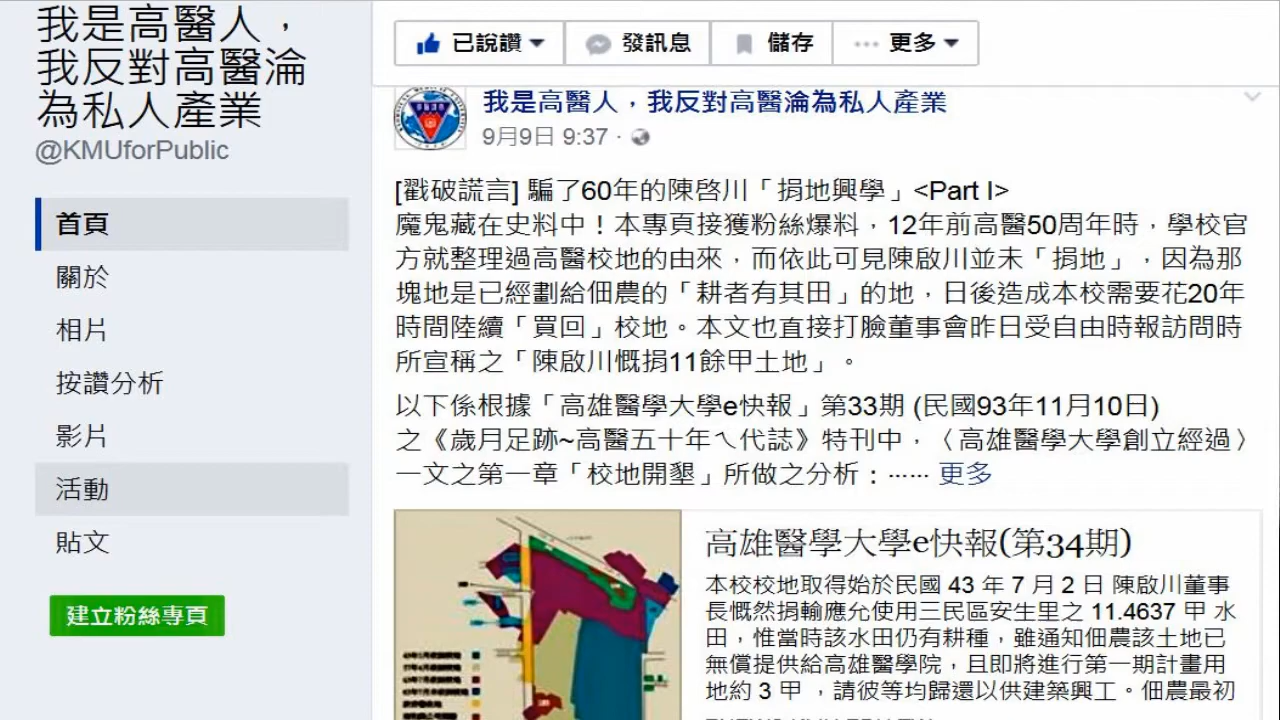 我是高醫人，
我反對高醫淪
為私人產業
@KMUforPublic
首頁
關於
相片
按讚分析
影片
活動
貼文
建立粉絲專頁
已說讚
發訊息
儲存
更多
我是高醫人，我反對高醫淪為私人產業
9月9日 9:37 ·
[戳破謊言] 騙了60年的陳啓川「捐地興學」<Part I>
魔鬼藏在史料中！本專頁接獲粉絲爆料，12年前高醫50周年時，學校官
方就整理過高醫校地的由來，而依此可見陳啟川並未「捐地」，因為那
塊地是已經劃給佃農的「耕者有其田」的地，日後造成本校需要花20年
時間陸續「買回」校地。本文也直接打臉董事會昨日受自由時報訪問時
所宣稱之「陳啟川慨捐11餘甲土地」。
以下係根據「高雄醫學大學e快報」第33期 (民國93年11月10日)
之《歲月足跡~高醫五十年ㄟ代誌》特刊中，〈高雄醫學大學創立經過〉
一文之第一章「校地開墾」所做之分析：...... 更多
高雄醫學大學e快報(第34期)
本校校地取得始於民國 43 年 7 月 2 日 陳啟川董事
長慨然捐輸應允使用三民區安生里之 11.4637 甲 水
田，惟當時該水田仍有耕種，雖通知佃農該土地已
無償提供給高雄醫學院，且即將進行第一期計畫用
地約 3 甲 ，請彼等均歸還以供建築興工。佃農最初